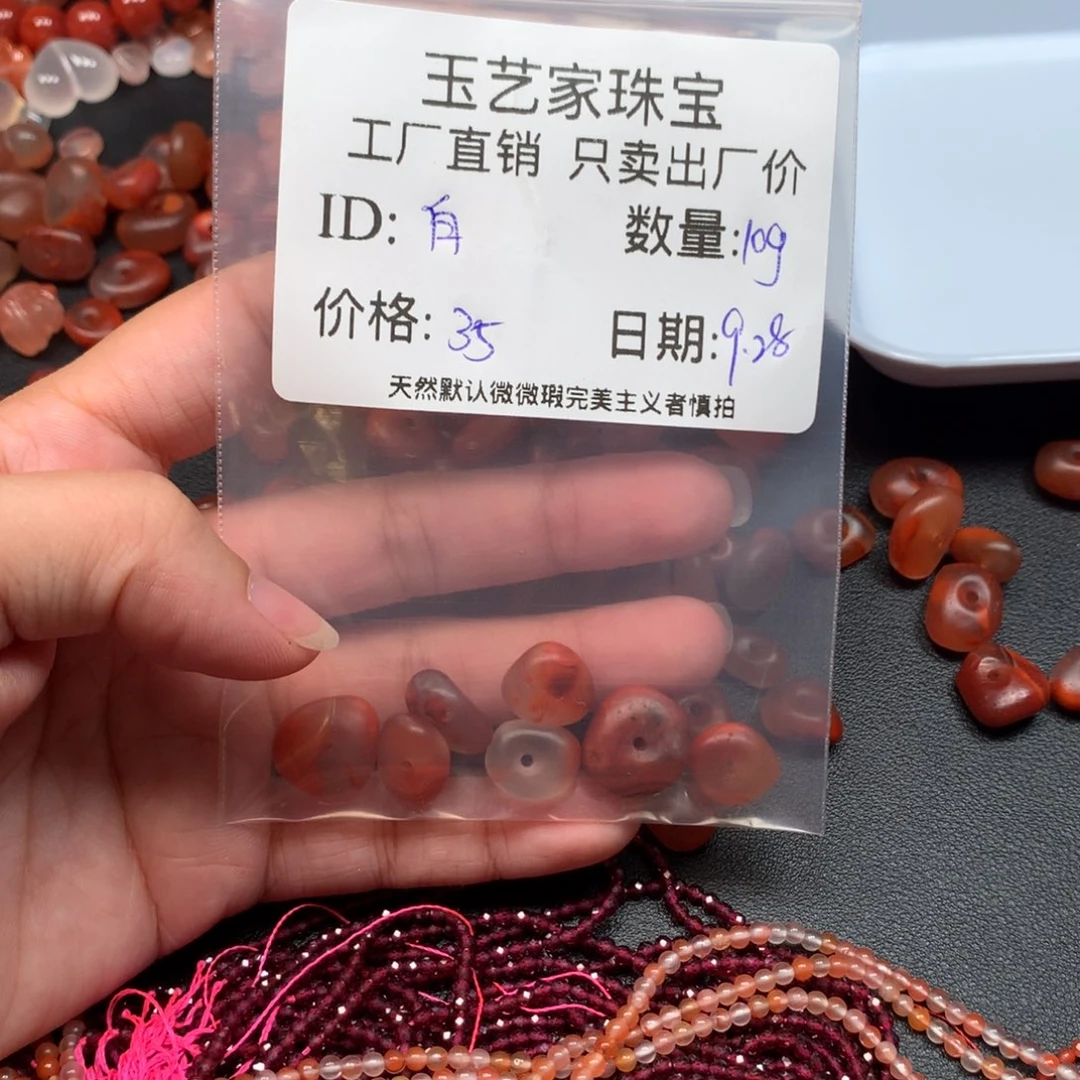 玉艺家珠宝
工厂直销 只卖出厂价
ID: 数量:10g
价格: 35 日期:9.28
天然默认微微瑕完美主义者慎拍